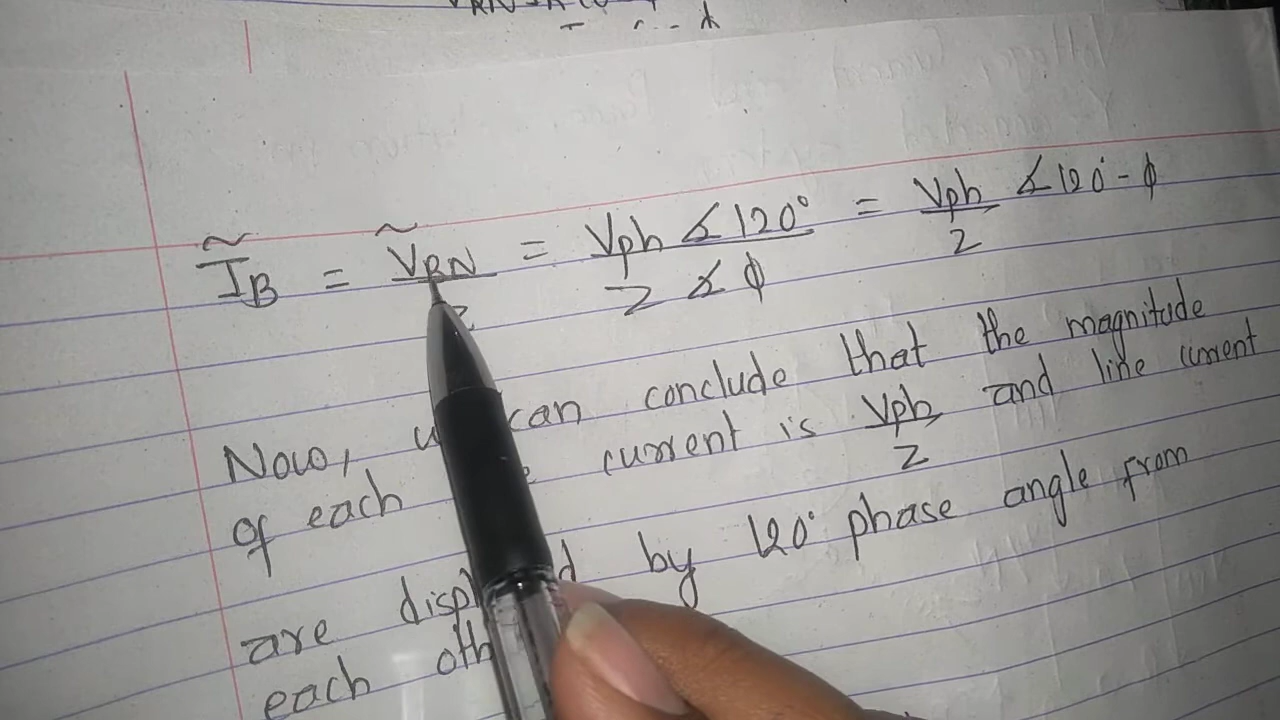 ĨB = ṼBN / Z = Vph ∡120° / Z ∡ϕ = Vph / Z ∡120° - ϕ
Now, can conclude that the magnitude
of each current is Vph / Z and line current
are by 120° phase angle from
each